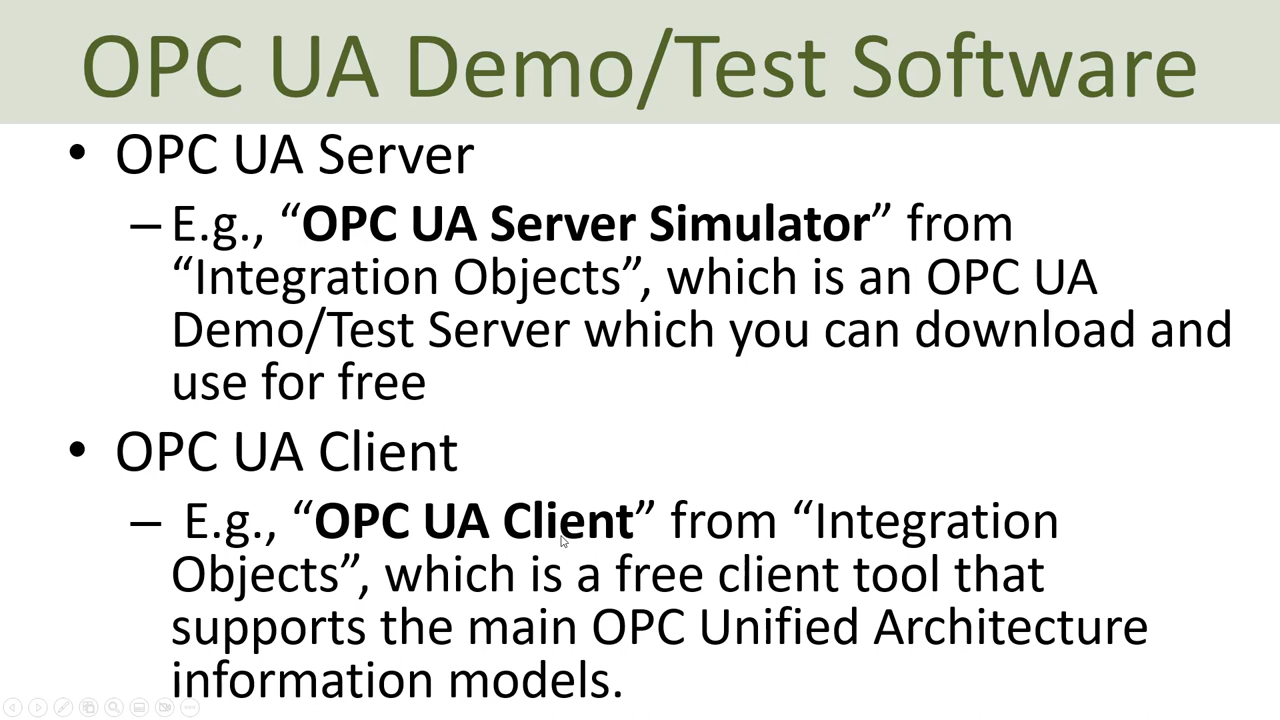 OPC UA Demo/Test Software
• OPC UA Server
– E.g., “OPC UA Server Simulator” from
“Integration Objects”, which is an OPC UA
Demo/Test Server which you can download and
use for free
• OPC UA Client
– E.g., “OPC UA Client” from “Integration
Objects”, which is a free client tool that
supports the main OPC Unified Architecture
information models.